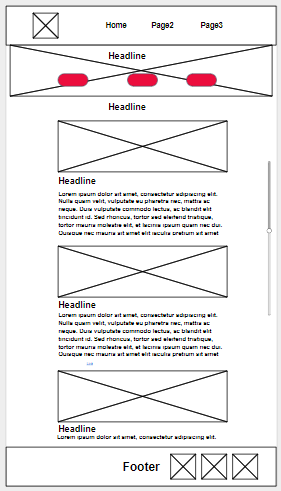 Home Page2 Page3
Headline
Headline
Headline
Lorem ipsum dolor sit amet, consectetur adipiscing elit.
Nulla quam velit, vulputate eu pharetra nec, mattis ac
neque. Duis vulputate commodo lectus, ac blandit elit
tincidunt id. Sed rhoncus, tortor sed eleifend tristique,
tortor mauris molestie elit, et lacinia ipsum quam nec dui.
Quisque nec mauris sit amet elit iaculis pretium sit amet
Headline
Lorem ipsum dolor sit amet, consectetur adipiscing elit.
Nulla quam velit, vulputate eu pharetra nec, mattis ac
neque. Duis vulputate commodo lectus, ac blandit elit
tincidunt id. Sed rhoncus, tortor sed eleifend tristique,
tortor mauris molestie elit, et lacinia ipsum quam nec dui.
Quisque nec mauris sit amet elit iaculis pretium sit amet
Headline
Lorem ipsum dolor sit amet, consectetur adipiscing elit.
Footer